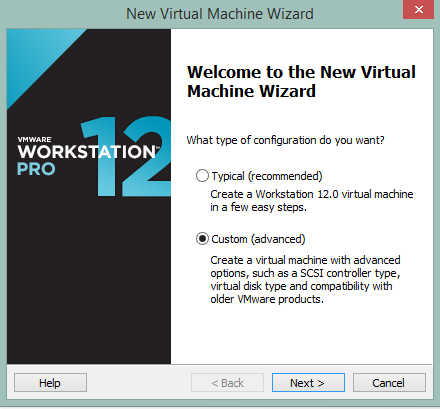 New Virtual Machine Wizard
VMWARE
WORKSTATION™
PRO
12
Welcome to the New Virtual
Machine Wizard
What type of configuration do you want?
Typical (recommended)
Create a Workstation 12.0 virtual machine
in a few easy steps.
Custom (advanced)
Create a virtual machine with advanced
options, such as a SCSI controller type,
virtual disk type and compatibility with
older VMware products.
Help
< Back
Next >
Cancel